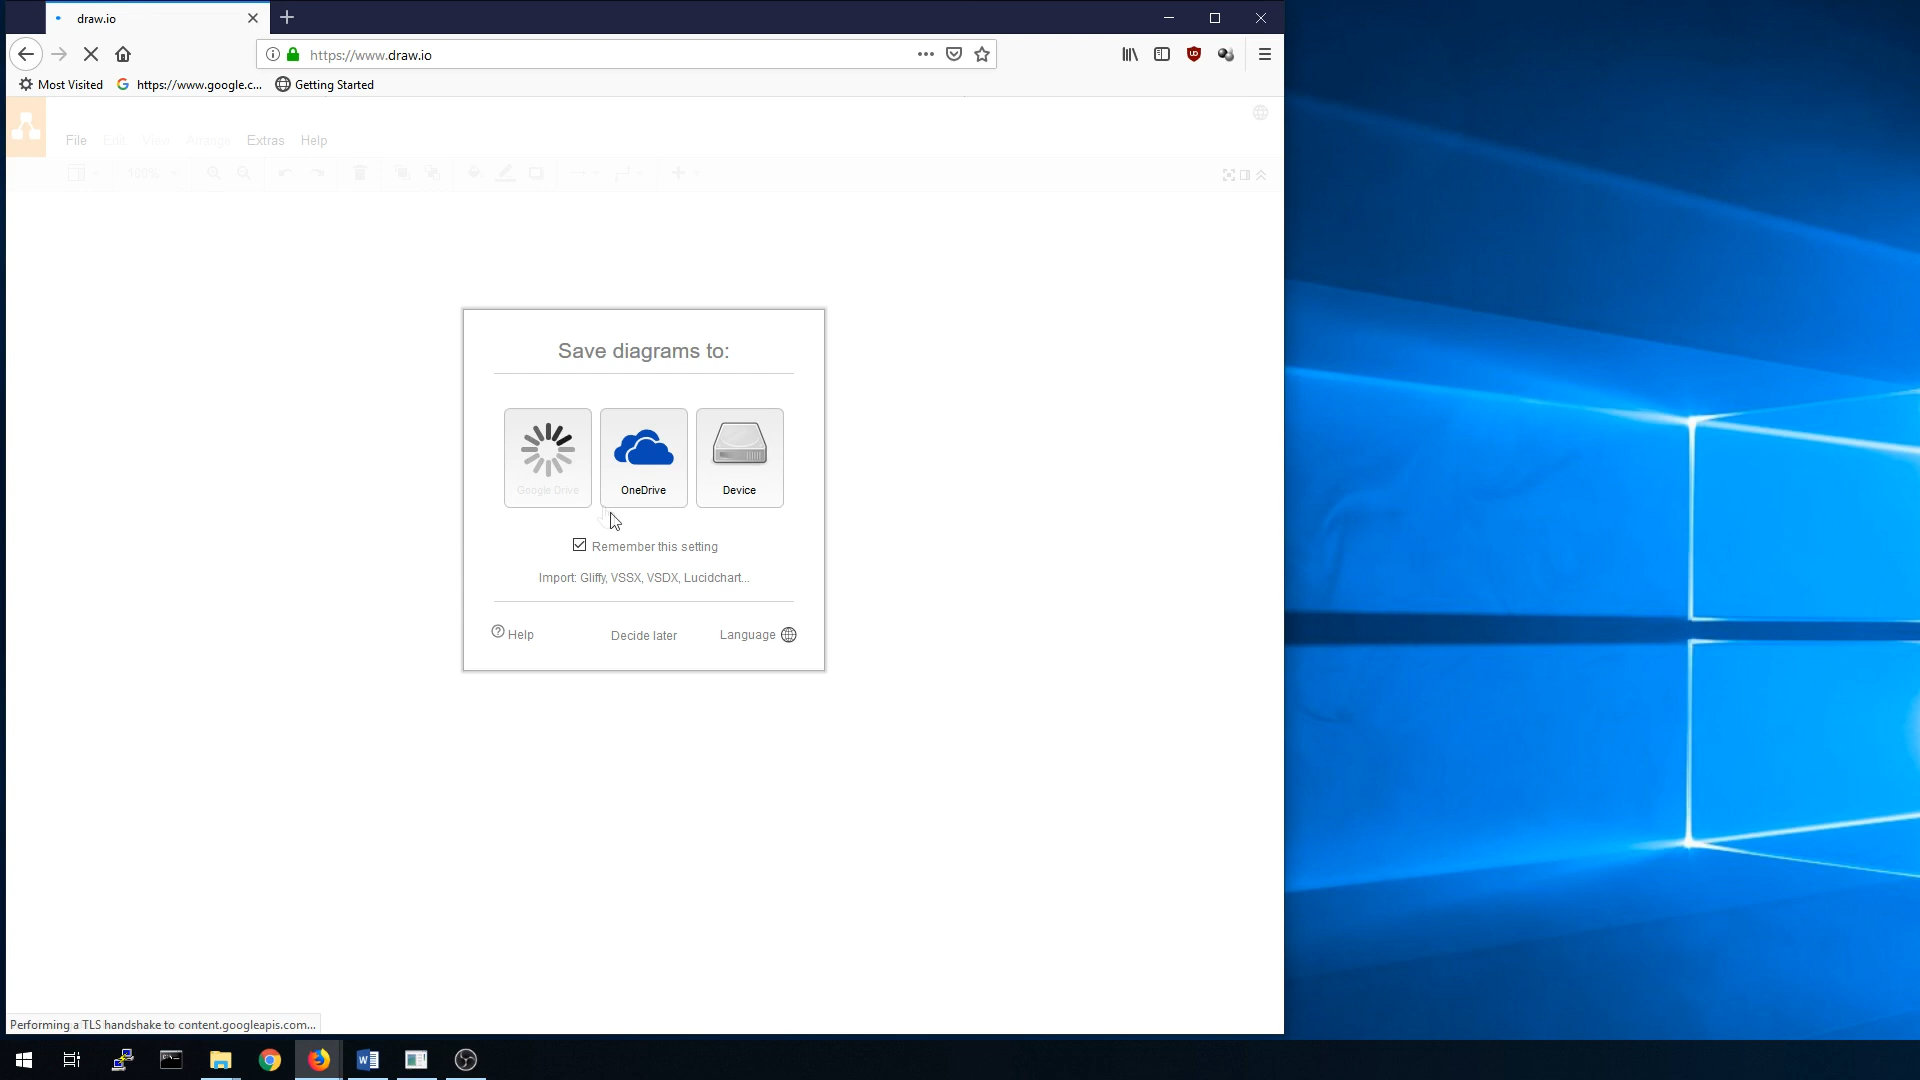 draw.io
https://www.draw.io
Most Visited
https://www.google.c...
Getting Started
File Edit View Arrange Extras Help
100%
Save diagrams to:
Google Drive
OneDrive
Device
Remember this setting
Import: Gliffy, VSSX, VSDX, Lucidchart...
Help
Decide later
Language
Performing a TLS handshake to content.googleapis.com...